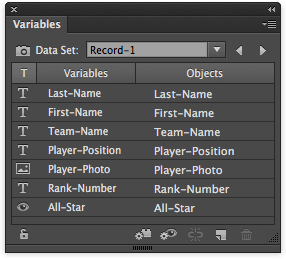 Variables
Data Set: Record-1
T Variables Objects
T Last-Name Last-Name
T First-Name First-Name
T Team-Name Team-Name
T Player-Position Player-Position
Player-Photo Player-Photo
T Rank-Number Rank-Number
All-Star All-Star